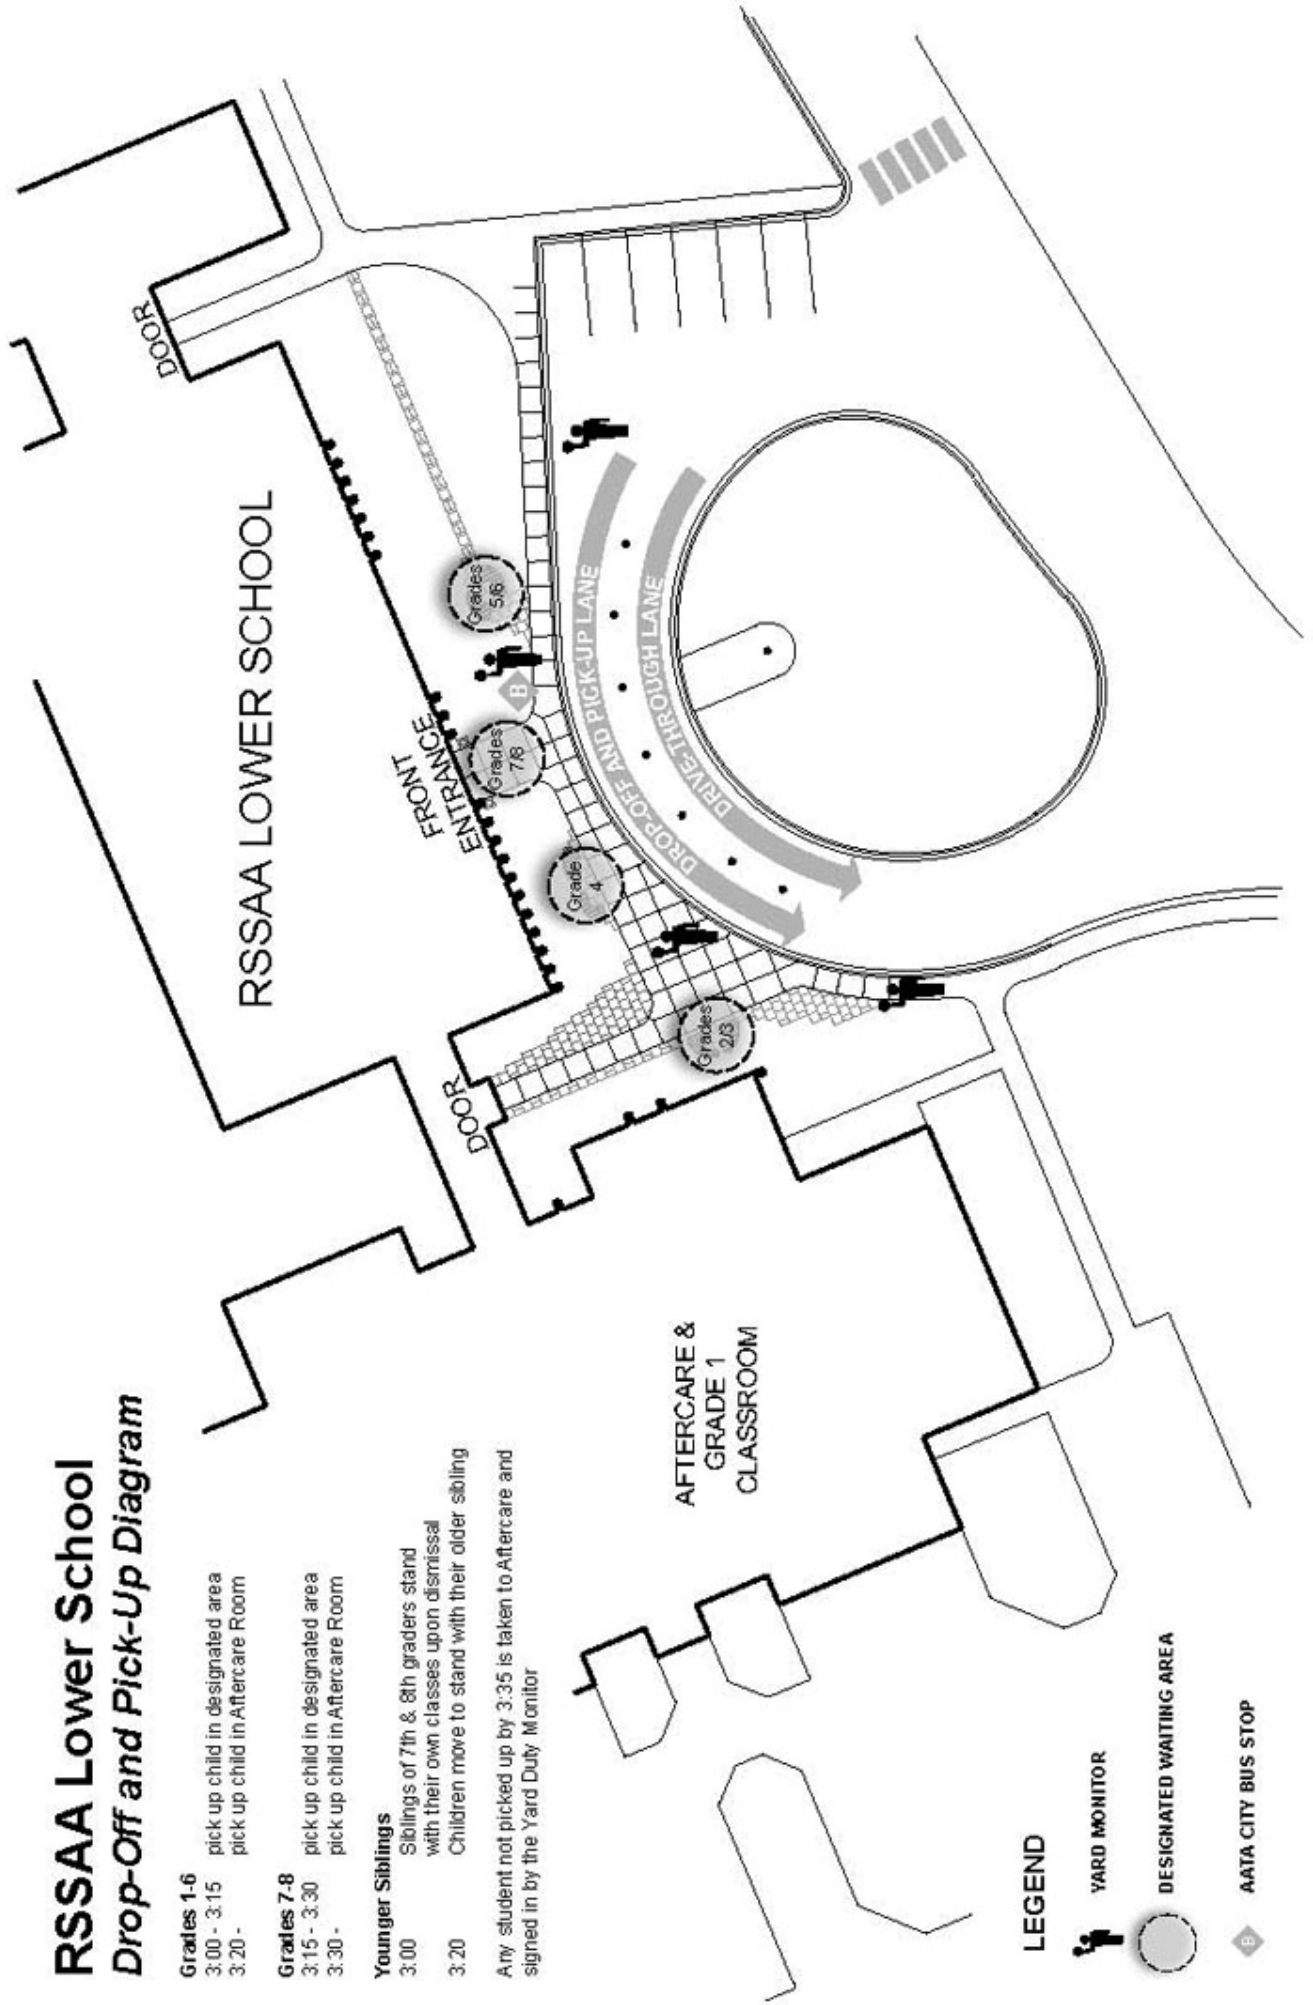 RSSAA Lower School
Drop-Off and Pick-Up Diagram
Grades 1-6
3:00 - 3:15 pick up child in designated area
3:20 - pick up child in Aftercare Room
Grades 7-8
3:15 - 3:30 pick up child in designated area
3:30 - pick up child in Aftercare Room
Younger Siblings
3:00 Siblings of 7th & 8th graders stand
with their own classes upon dismissal
3:20 Children move to stand with their older sibling
Any student not picked up by 3:35 is taken to Aftercare and
signed in by the Yard Duty Monitor
RSSAA LOWER SCHOOL
DOOR
DOOR
FRONT
ENTRANCE
Grades
5/6
B
Grades
7/8
Grade
4
Grades
2/3
DROP-OFF AND PICK-UP LANE
DRIVE-THROUGH LANE
AFTERCARE &
GRADE 1
CLASSROOM
LEGEND
YARD MONITOR
DESIGNATED WAITING AREA
B AATA CITY BUS STOP